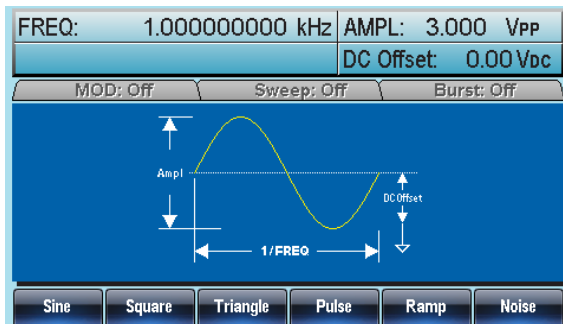 FREQ: 1.000000000 kHz AMPL: 3.000 VPP
DC Offset: 0.00 VDC
MOD: Off Sweep: Off Burst: Off
Ampl
DC Offset
1/FREQ
Sine Square Triangle Pulse Ramp Noise